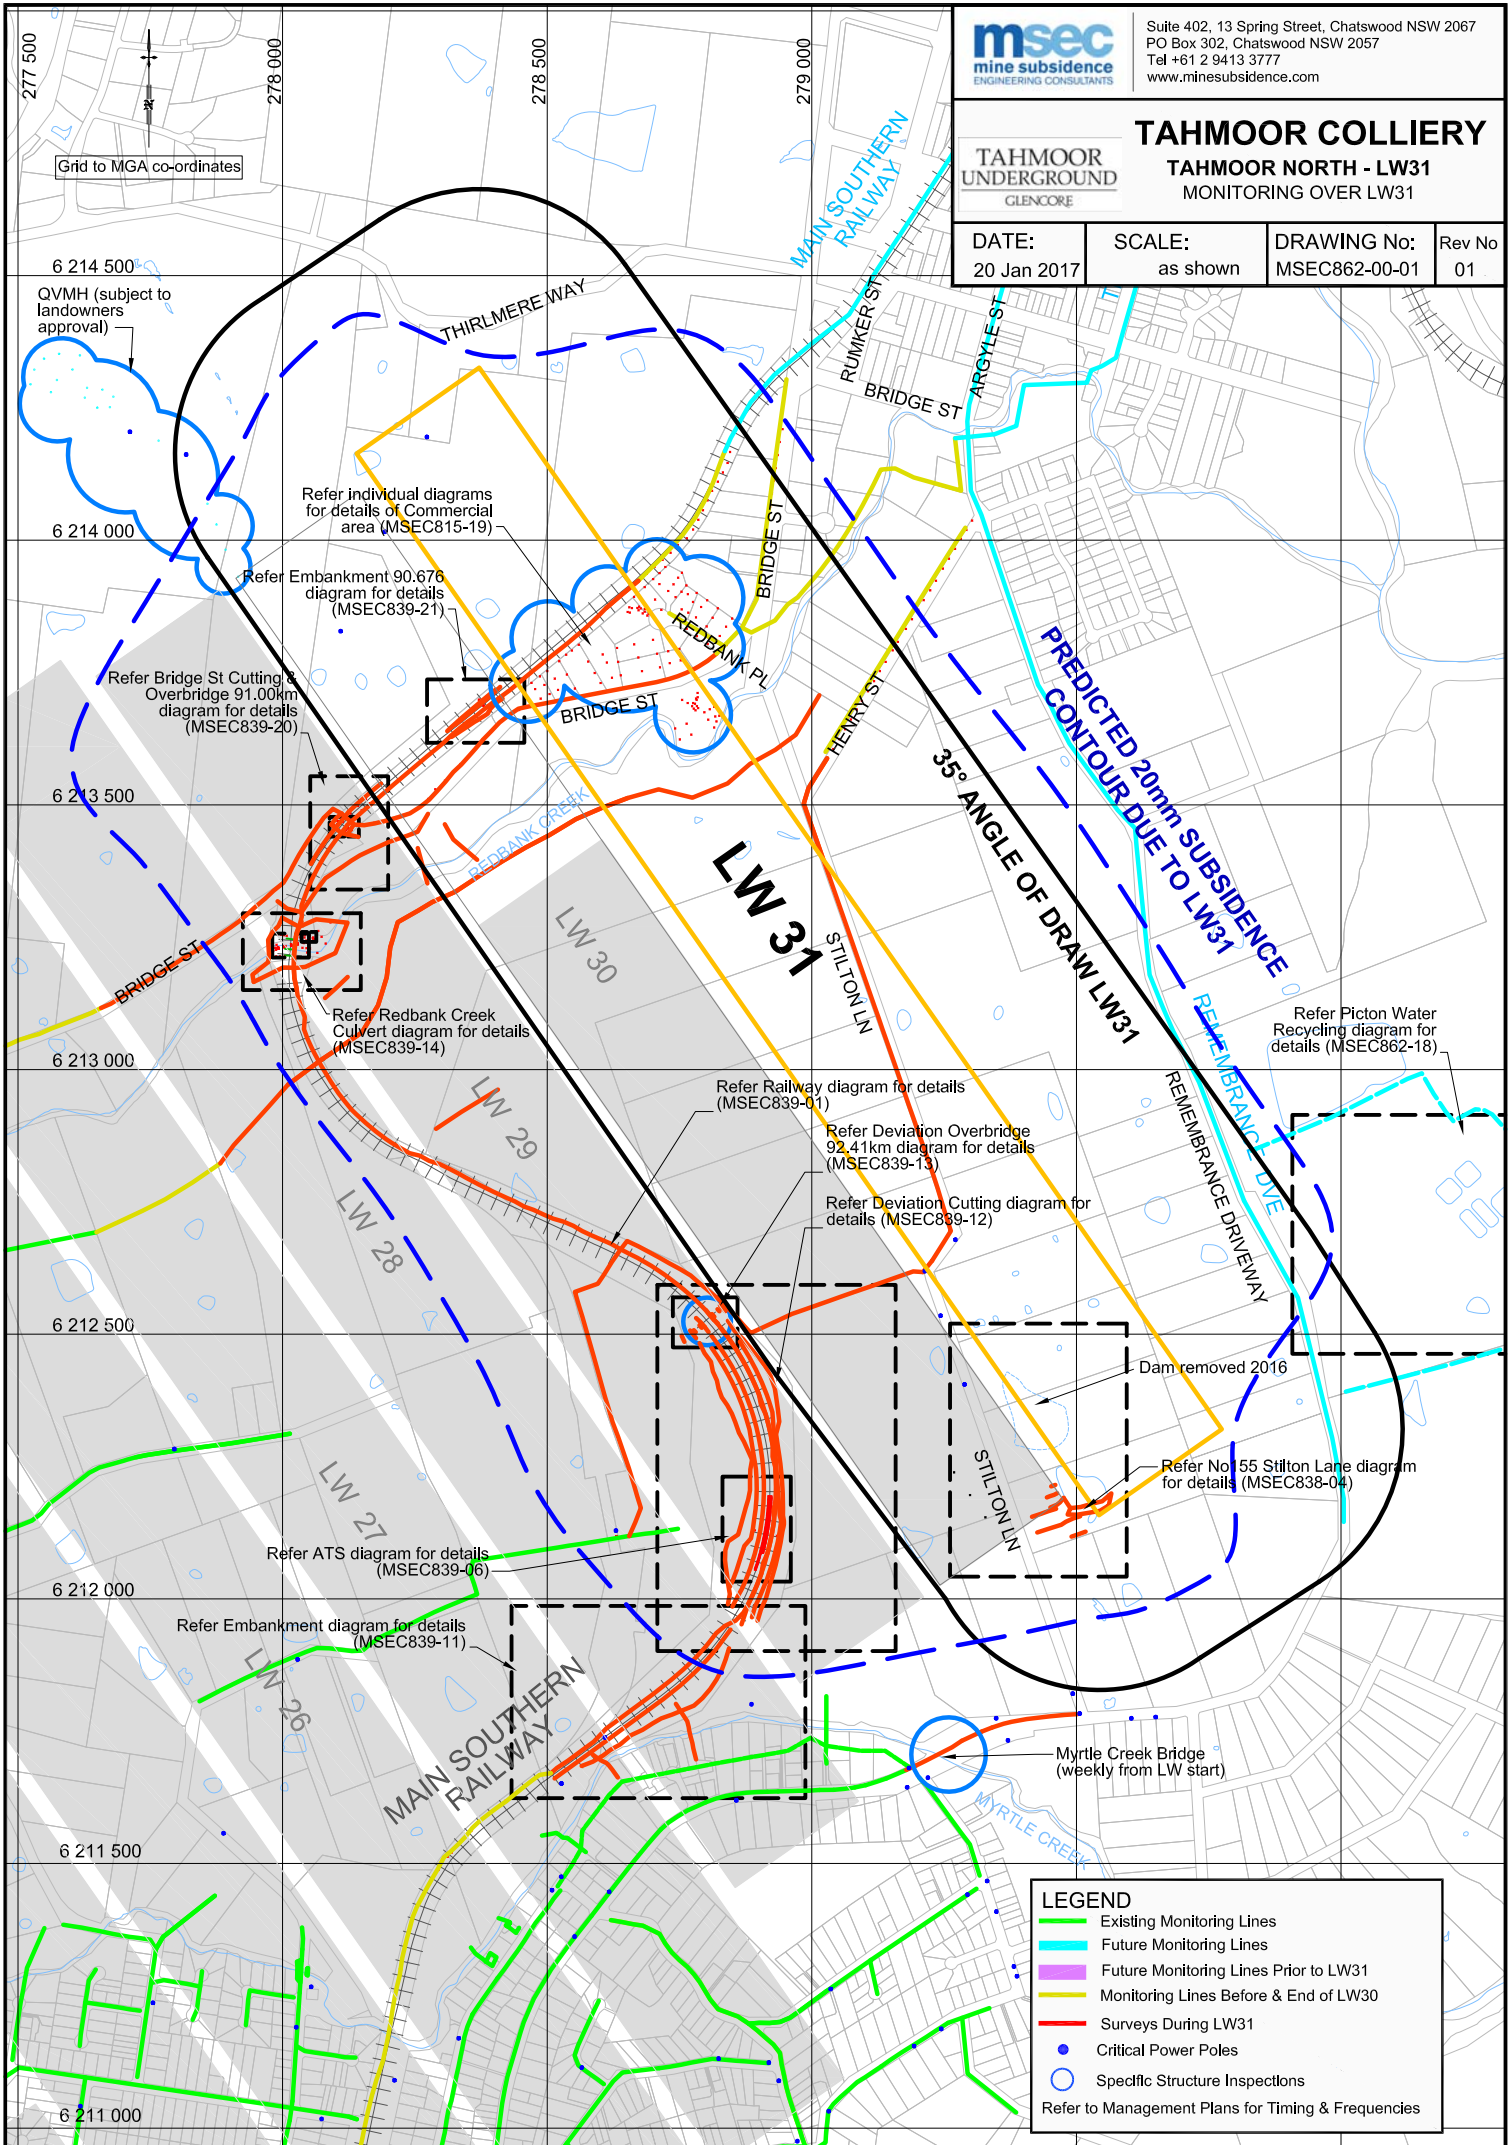 277 500
278 000
278 500
279 000
N
Grid to MGA co-ordinates
msec
mine subsidence
ENGINEERING CONSULTANTS
Suite 402, 13 Spring Street, Chatswood NSW 2067
PO Box 302, Chatswood NSW 2057
Tel +61 2 9413 3777
www.minesubsidence.com
TAHMOOR
UNDERGROUND
GLENCORE
TAHMOOR COLLIERY
TAHMOOR NORTH - LW31
MONITORING OVER LW31
DATE:
20 Jan 2017
SCALE:
as shown
DRAWING No:
MSEC862-00-01
Rev No
01
MAIN SOUTHERN
RAILWAY
6 214 500
QVMH (subject to
landowners
approval)
THIRLMERE WAY
RUMKER ST
ARGYLE ST
T
BRIDGE ST
Refer individual diagrams
for details of Commercial
area (MSEC815-19)
6 214 000
BRIDGE ST
Refer Embankment 90.676
diagram for details
(MSEC839-21)
REDBANK PL
Refer Bridge St Cutting &
Overbridge 91.00km
diagram for details
(MSEC839-20)
BRIDGE ST
HENRY ST
PREDICTED 20mm SUBSIDENCE
CONTOUR DUE TO LW31
35° ANGLE OF DRAW LW31
6 213 500
REDBANK CREEK
LW 31
LW 30
STILTON LN
BRIDGE ST
Refer Redbank Creek
Culvert diagram for details
(MSEC839-14)
REMEMBRANCE DVE
Refer Picton Water
Recycling diagram for
details (MSEC862-18)
6 213 000
REMEMBRANCE DRIVEWAY
Refer Railway diagram for details
(MSEC839-01)
LW 29
Refer Deviation Overbridge
92.41km diagram for details
(MSEC839-13)
LW 28
Refer Deviation Cutting diagram for
details (MSEC839-12)
6 212 500
Dam removed 2016
STILTON LN
Refer No 155 Stilton Lane diagram
for details (MSEC838-04)
LW 27
Refer ATS diagram for details
(MSEC839-06)
6 212 000
Refer Embankment diagram for details
(MSEC839-11)
LW 26
MAIN SOUTHERN
RAILWAY
Myrtle Creek Bridge
(weekly from LW start)
MYRTLE CREEK
6 211 500
LEGEND
Existing Monitoring Lines
Future Monitoring Lines
Future Monitoring Lines Prior to LW31
Monitoring Lines Before & End of LW30
Surveys During LW31
Critical Power Poles
Specific Structure Inspections
Refer to Management Plans for Timing & Frequencies
6 211 000